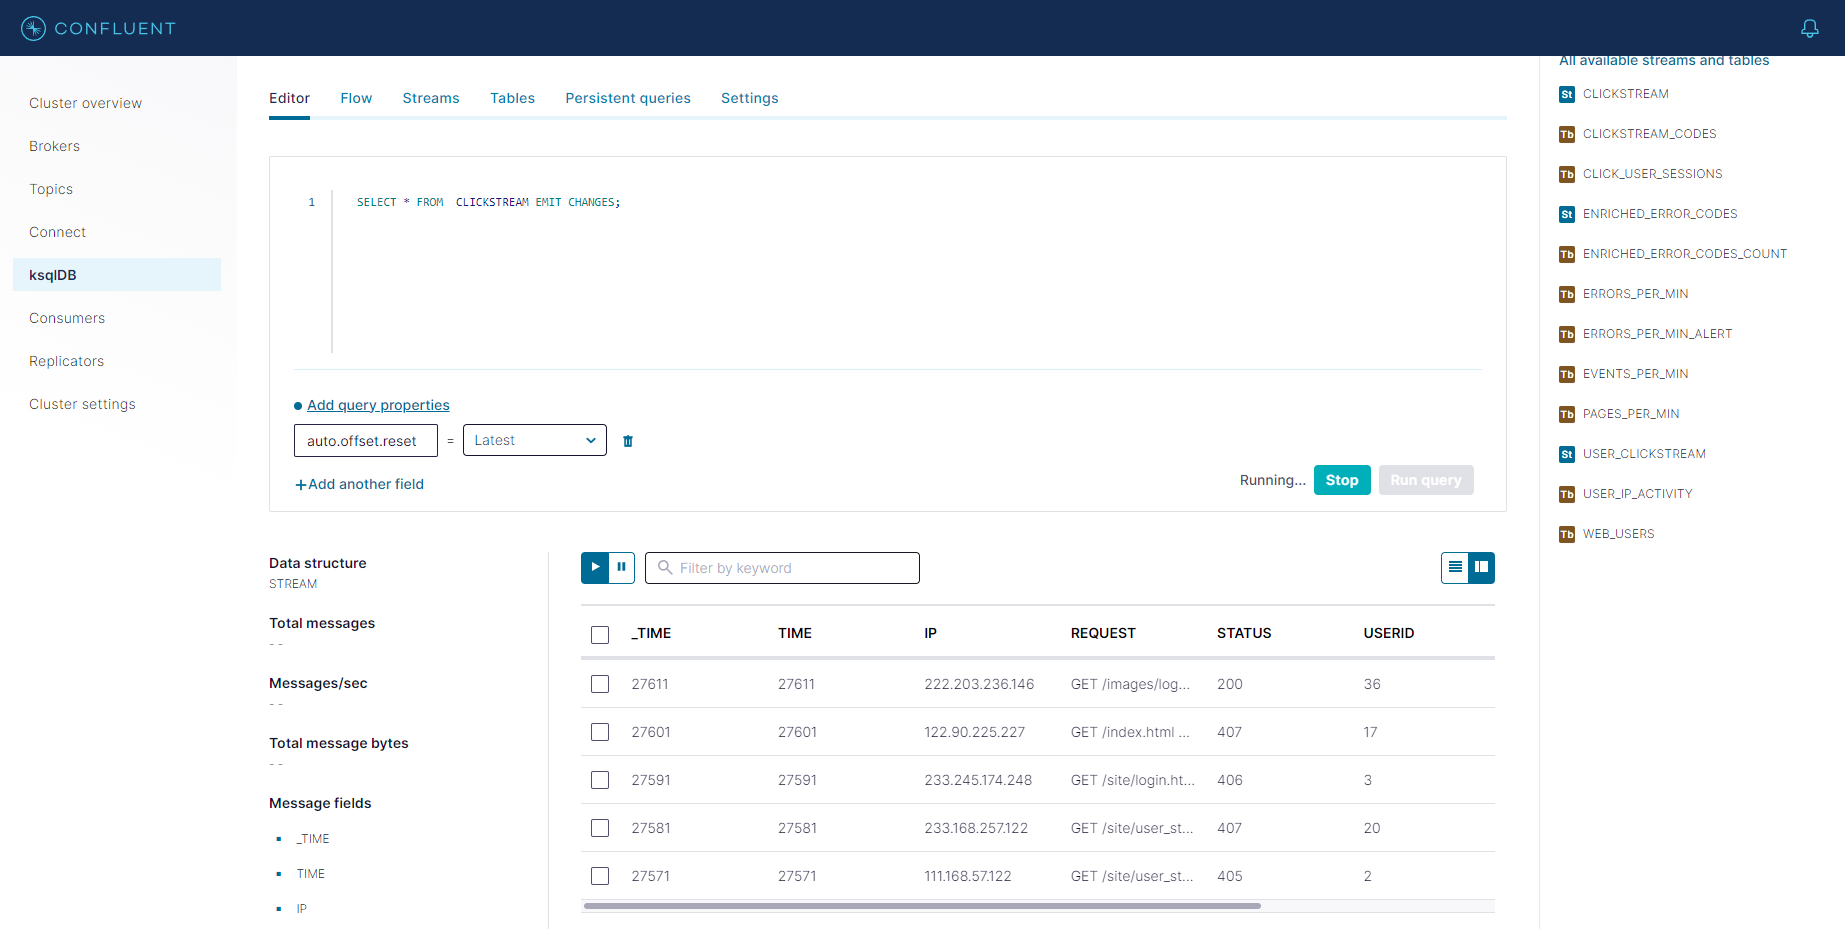 CONFLUENT
Cluster overview
Brokers
Topics
Connect
ksqlDB
Consumers
Replicators
Cluster settings
Editor Flow Streams Tables Persistent queries Settings
1 SELECT * FROM CLICKSTREAM EMIT CHANGES;
Add query properties
auto.offset.reset = Latest
+Add another field
Running... Stop Run query
Data structure
STREAM
Total messages
--
Messages/sec
--
Total message bytes
--
Message fields
_TIME
TIME
IP
Filter by keyword
_TIME TIME IP REQUEST STATUS USERID
27611 27611 222.203.236.146 GET /images/log... 200 36
27601 27601 122.90.225.227 GET /index.html ... 407 17
27591 27591 233.245.174.248 GET /site/login.ht... 406 3
27581 27581 233.168.257.122 GET /site/user_st... 407 20
27571 27571 111.168.57.122 GET /site/user_st... 405 2
All available streams and tables
St CLICKSTREAM
Tb CLICKSTREAM_CODES
Tb CLICK_USER_SESSIONS
St ENRICHED_ERROR_CODES
Tb ENRICHED_ERROR_CODES_COUNT
Tb ERRORS_PER_MIN
Tb ERRORS_PER_MIN_ALERT
Tb EVENTS_PER_MIN
Tb PAGES_PER_MIN
St USER_CLICKSTREAM
Tb USER_IP_ACTIVITY
Tb WEB_USERS